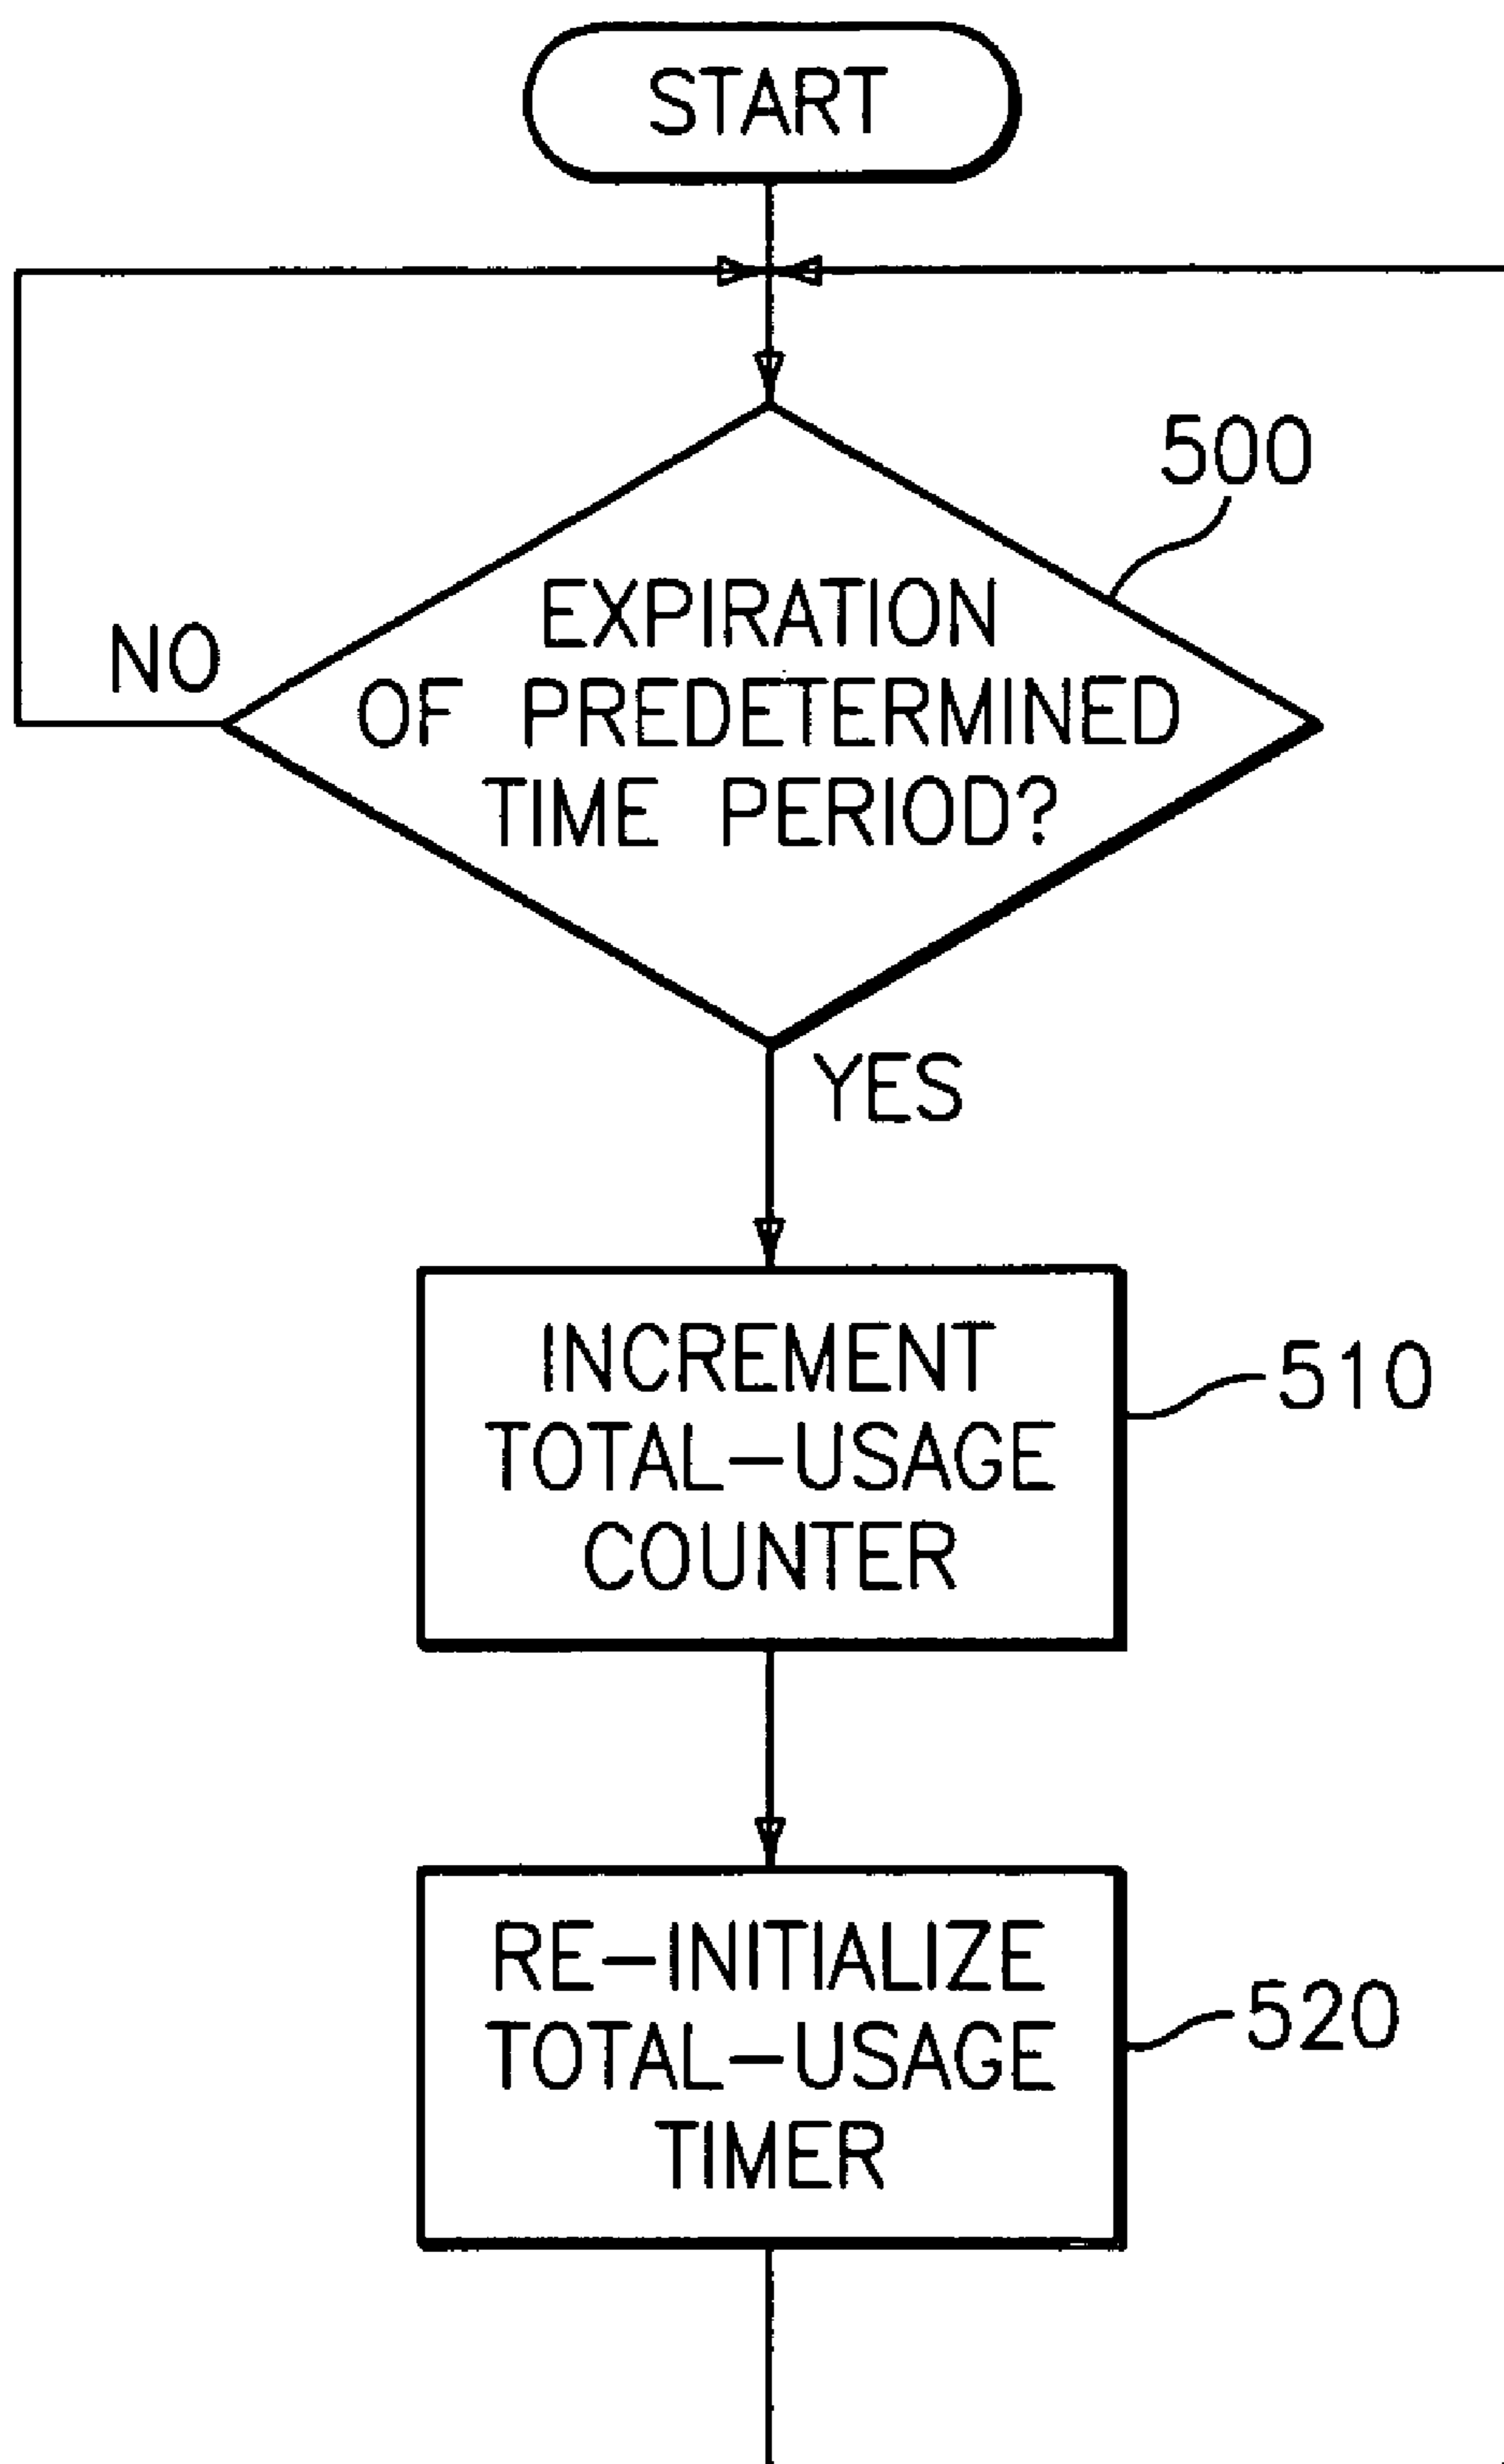 START
500
EXPIRATION
OF PREDETERMINED
TIME PERIOD?
NO
YES
INCREMENT
TOTAL-USAGE
COUNTER
510
RE-INITIALIZE
TOTAL-USAGE
TIMER
520